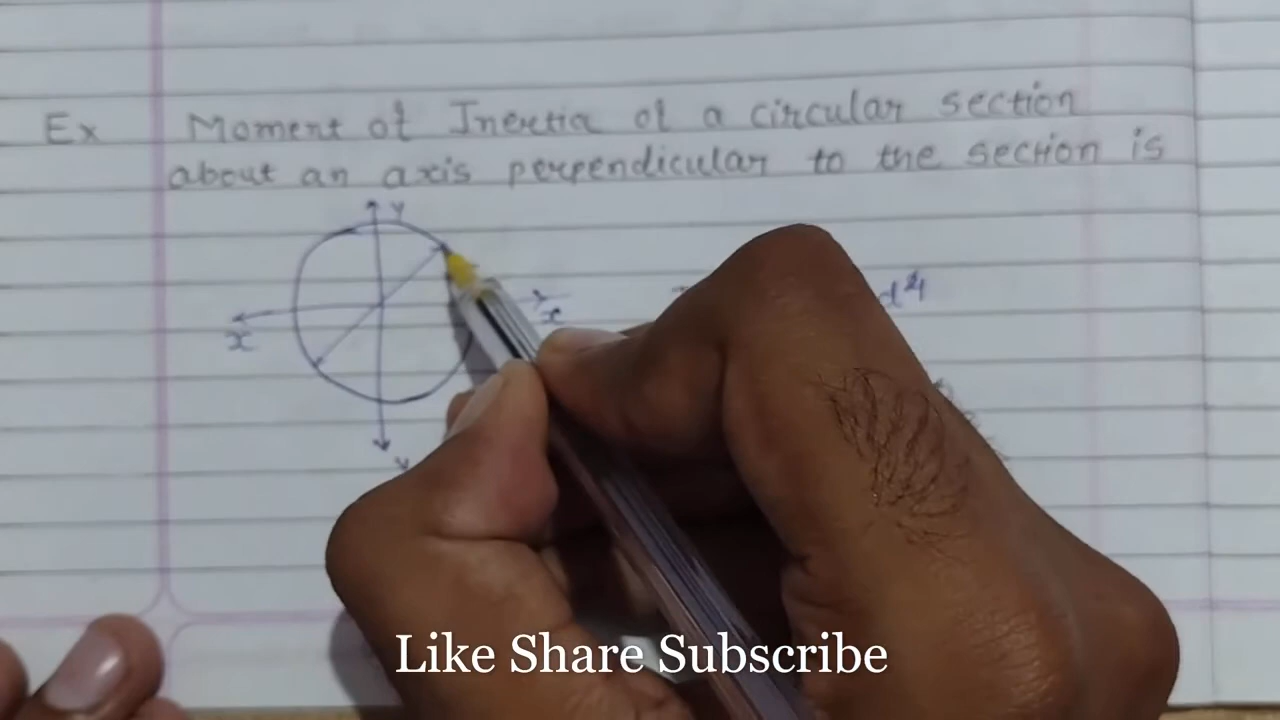 Ex Moment of Inertia of a circular section
about an axis perpendicular to the section is
y
x x d⁴
y
Like Share Subscribe